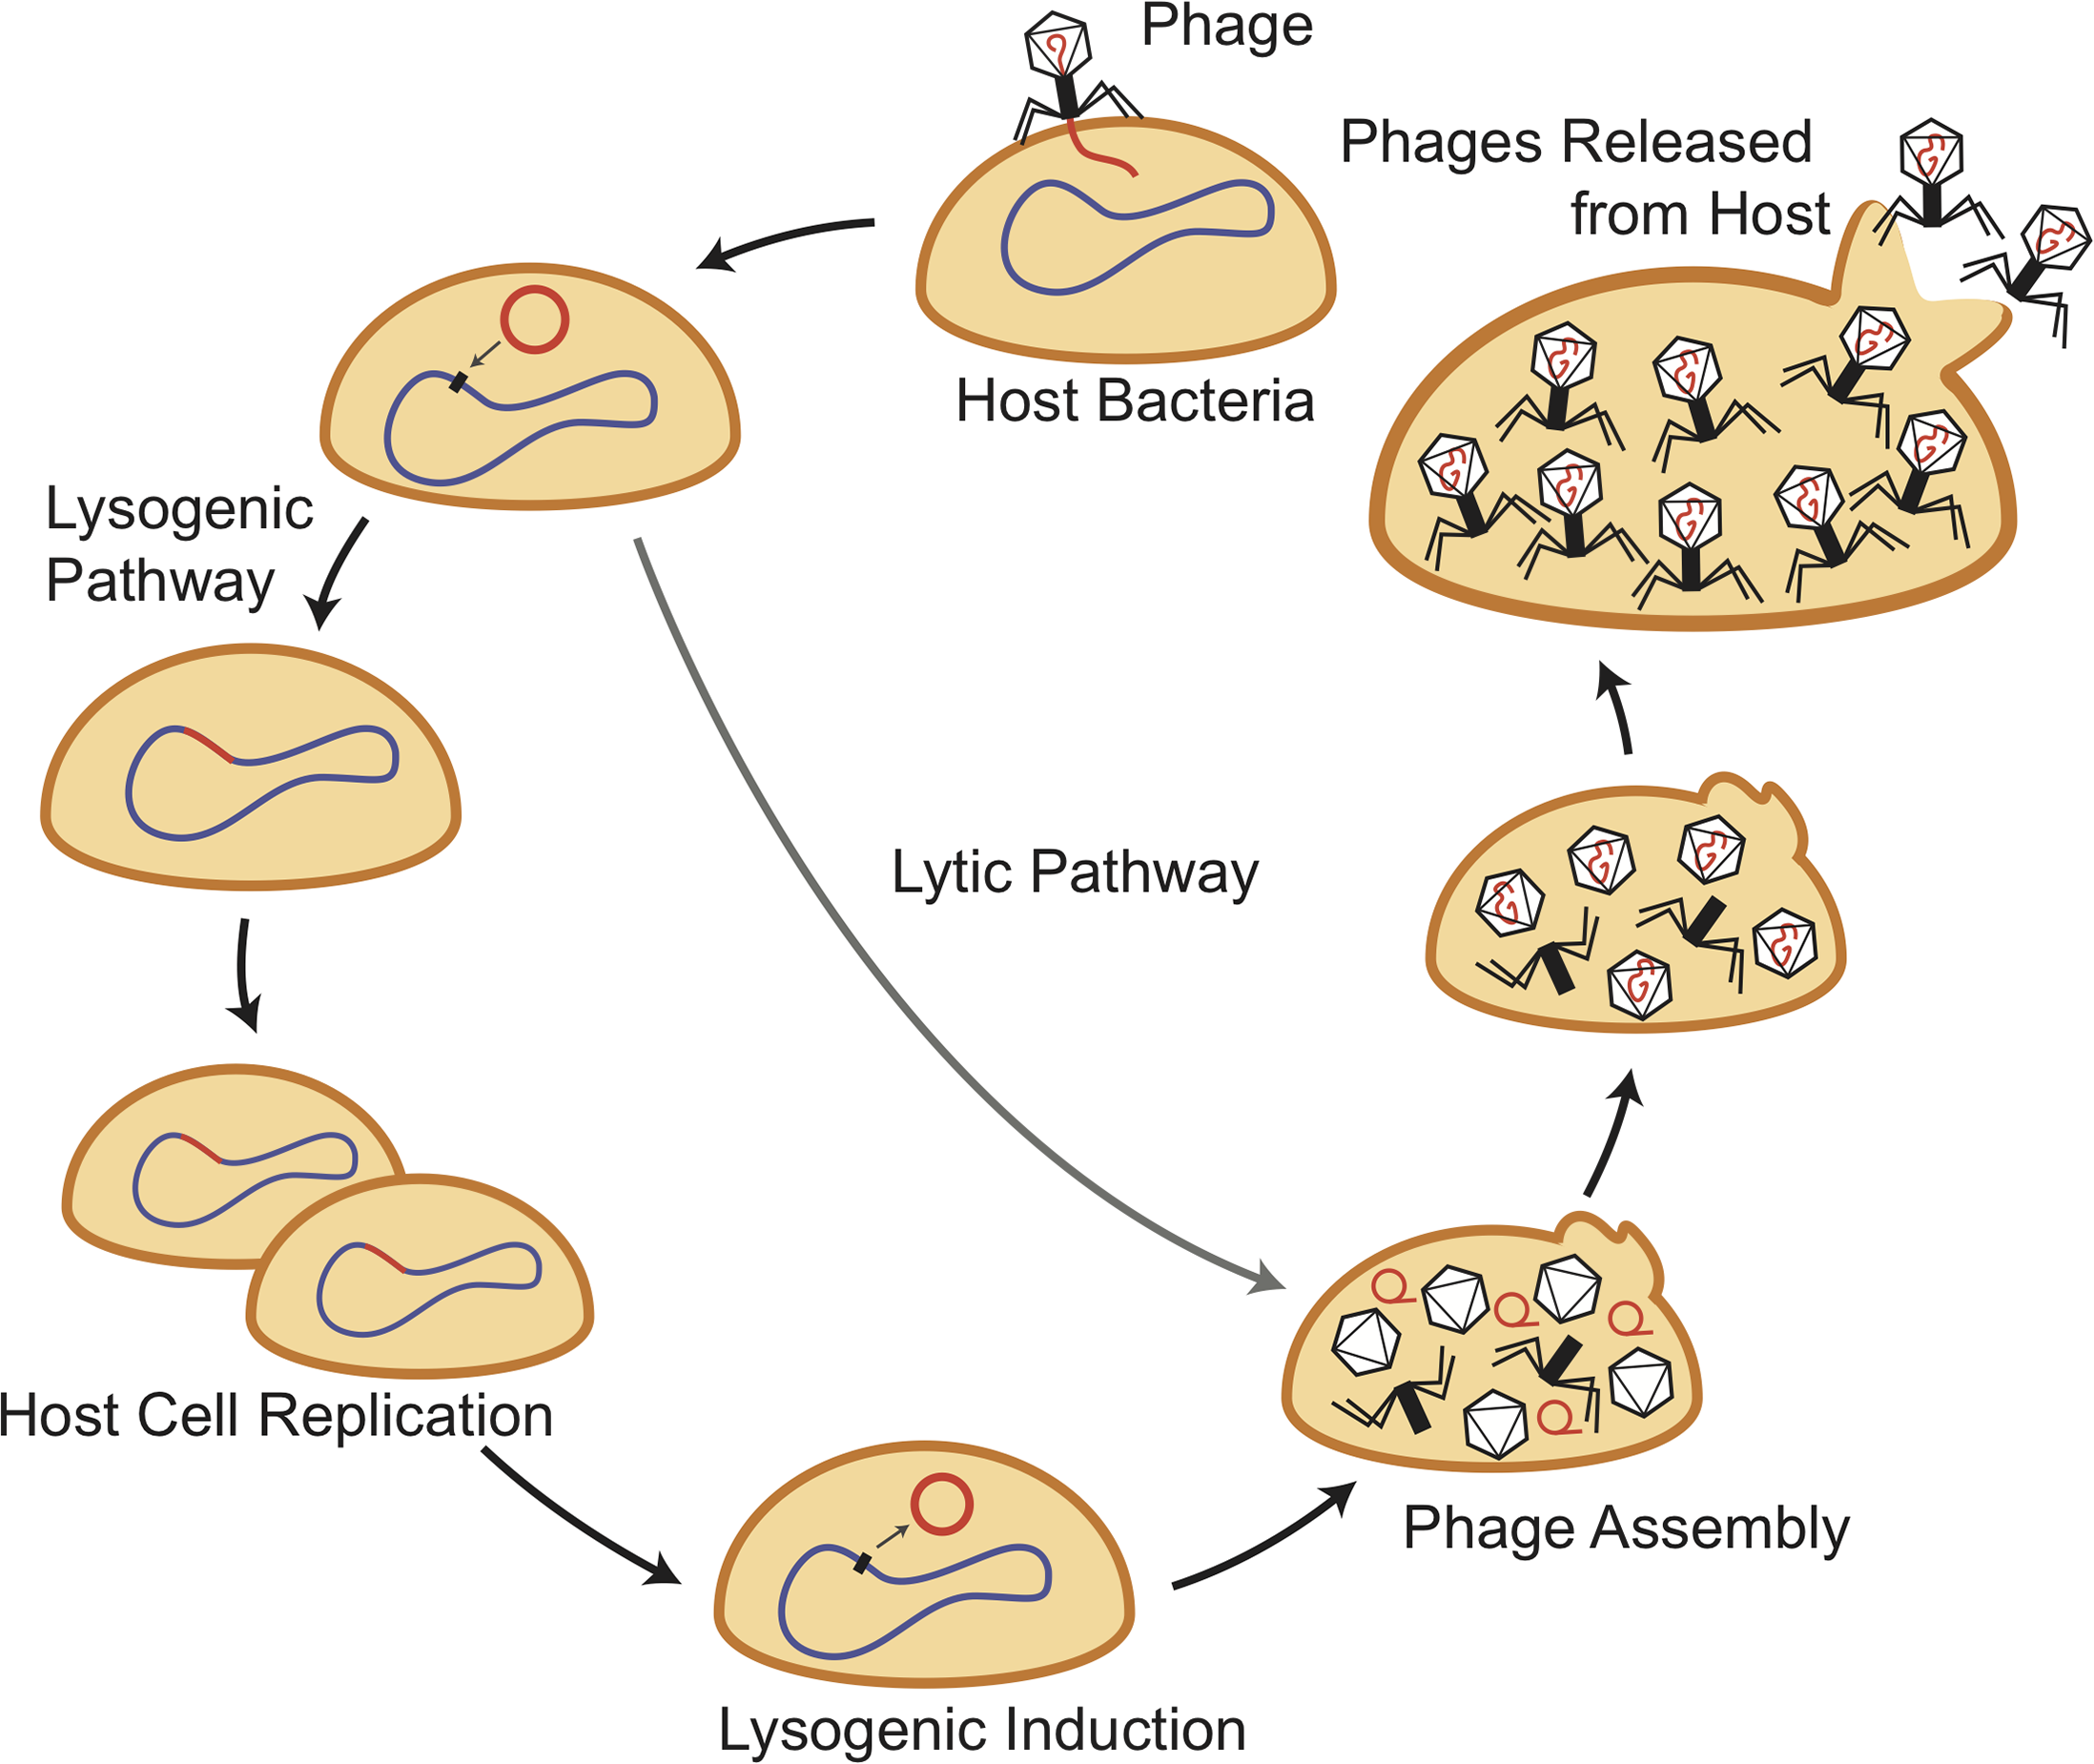 Phage
Phages Released
from Host
Host Bacteria
Lysogenic
Pathway
Lytic Pathway
Host Cell Replication
Phage Assembly
Lysogenic Induction